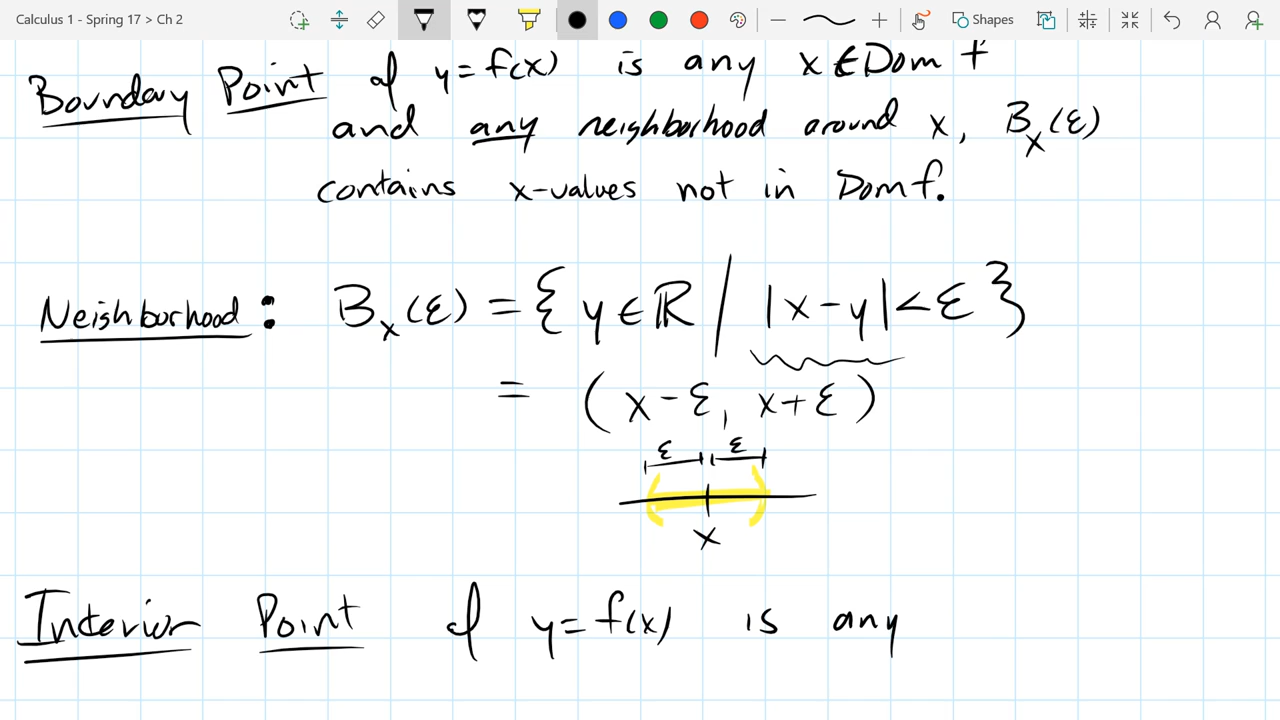 Calculus 1 - Spring 17 > Ch 2
Shapes
Boundary Point of y=f(x) is any x∈Dom f
and any neighborhood around x, Bₓ(ε)
contains x-values not in Dom f.
Neighborhood: Bₓ(ε) = { y∈ℝ / |x-y|<ε }
= (x-ε, x+ε)
ε ε
x
Interior Point of y=f(x) is any